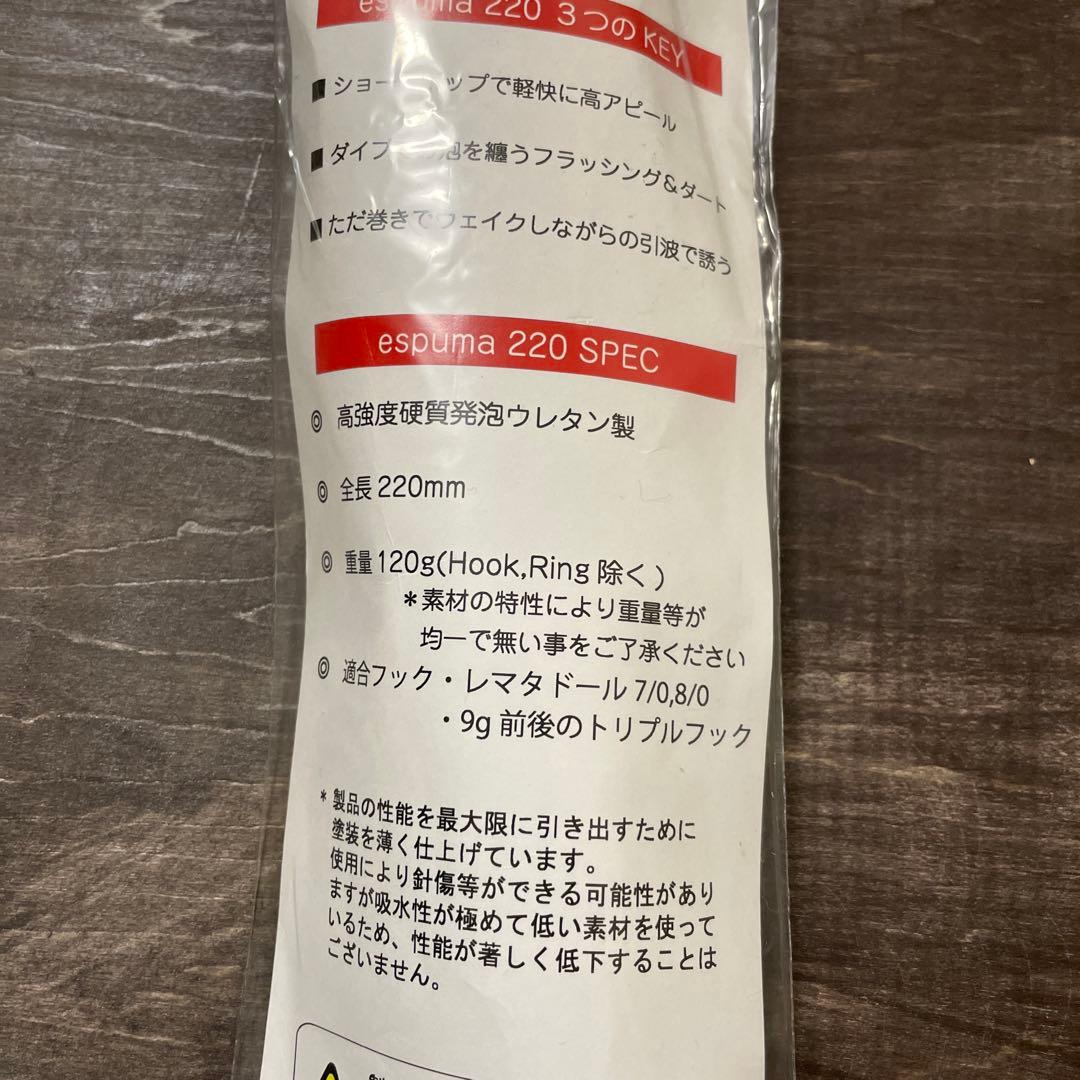 espuma 220 3つのKEY
■ ショー ップで軽快に高アピール
■ ダイブ 泡を纏うフラッシング&ダート
■ ただ巻きでウェイクしながらの引波で誘う
espuma 220 SPEC
◎ 高強度硬質発泡ウレタン製
◎ 全長 220mm
◎ 重量 120g(Hook,Ring 除く)
＊素材の特性により重量等が
均一で無い事をご了承ください
◎ 適合フック・レマタドール 7/0,8/0
・9g 前後のトリプルフック
＊ 製品の性能を最大限に引き出すために
塗装を薄く仕上げています。
使用により針傷等ができる可能性があり
ますが吸水性が極めて低い素材を使って
いるため、性能が著しく低下することは
ございません。